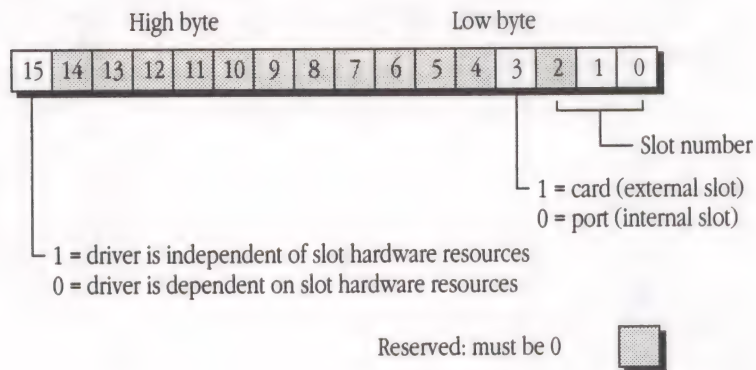 High byte Low byte
15 14 13 12 11 10 9 8 7 6 5 4 3 2 1 0
Slot number
1 = card (external slot)
0 = port (internal slot)
1 = driver is independent of slot hardware resources
0 = driver is dependent on slot hardware resources
Reserved: must be 0